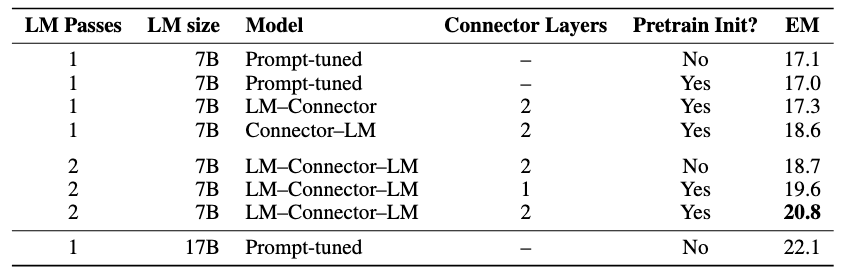 LM Passes LM size Model Connector Layers Pretrain Init? EM
1 7B Prompt-tuned – No 17.1
1 7B Prompt-tuned – Yes 17.0
1 7B LM–Connector 2 Yes 17.3
1 7B Connector–LM 2 Yes 18.6
2 7B LM–Connector–LM 2 No 18.7
2 7B LM–Connector–LM 1 Yes 19.6
2 7B LM–Connector–LM 2 Yes 20.8
1 17B Prompt-tuned – No 22.1